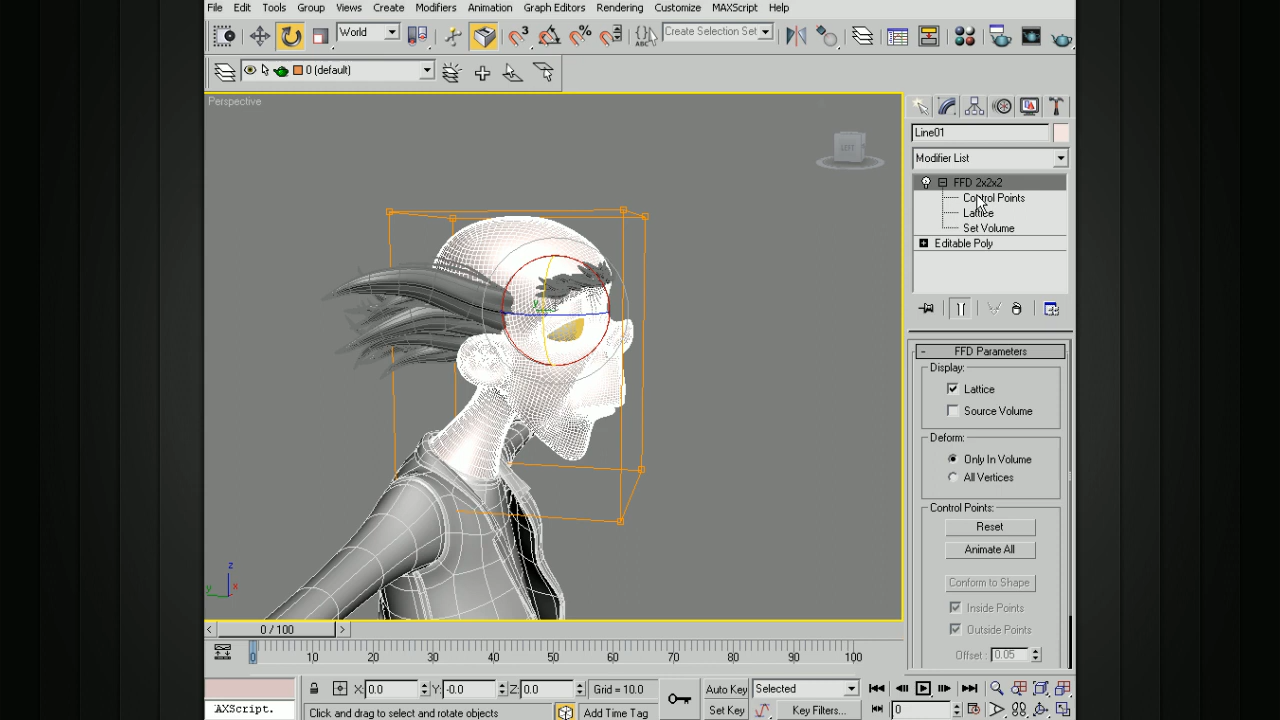 File Edit Tools Group Views Create Modifiers Animation Graph Editors Rendering Customize MAXScript Help
World
3
%
ABC
Create Selection Set
0 (default)
Perspective
LEFT
Line01
Modifier List
FFD 2x2x2
Control Points
Lattice
Set Volume
Editable Poly
y
FFD Parameters
Display:
Lattice
Source Volume
Deform:
Only In Volume
All Vertices
Control Points:
Reset
Animate All
Conform to Shape
Inside Points
Outside Points
Offset : 0.05
z
y
x
< 0 / 100 >
0 10 20 30 40 50 60 70 80 90 100
X: 0.0 Y: -0.0 Z: 0.0 Grid = 10.0 Auto Key Selected
'AXScript. Click and drag to select and rotate objects Add Time Tag Set Key Key Filters... 0